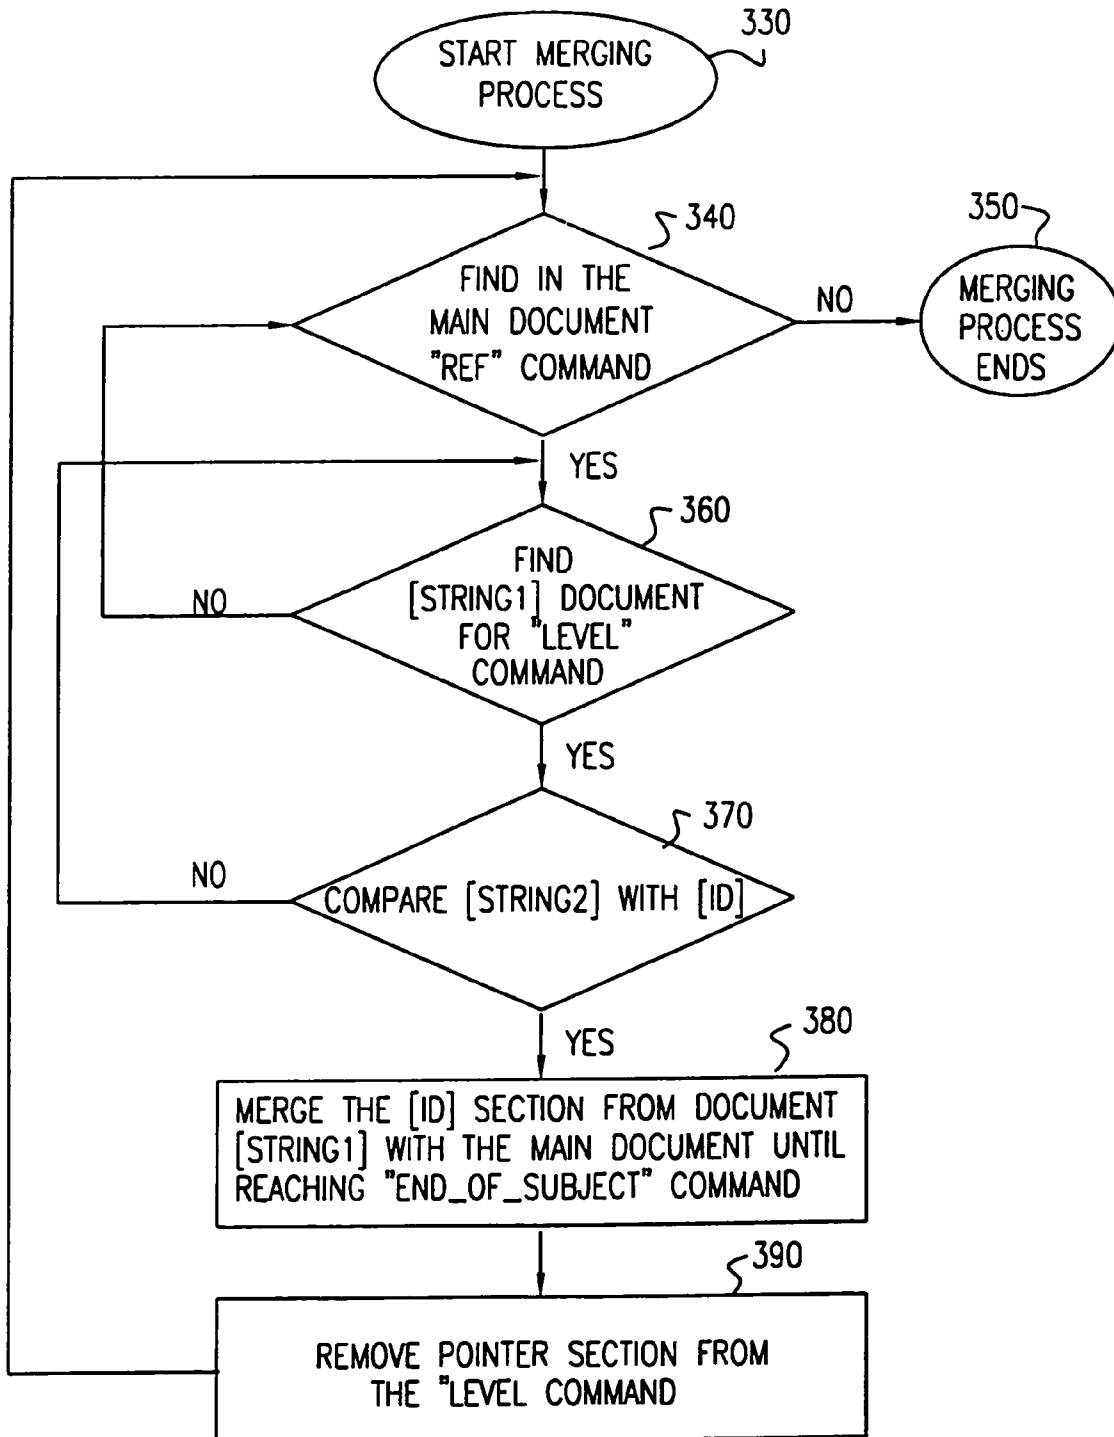 330
START MERGING
PROCESS
340
350
FIND IN THE
MAIN DOCUMENT
"REF" COMMAND
NO
MERGING
PROCESS
ENDS
YES
360
FIND
[STRING1] DOCUMENT
FOR "LEVEL"
COMMAND
NO
YES
370
NO
COMPARE [STRING2] WITH [ID]
YES
380
MERGE THE [ID] SECTION FROM DOCUMENT
[STRING1] WITH THE MAIN DOCUMENT UNTIL
REACHING "END_OF_SUBJECT" COMMAND
390
REMOVE POINTER SECTION FROM
THE "LEVEL COMMAND